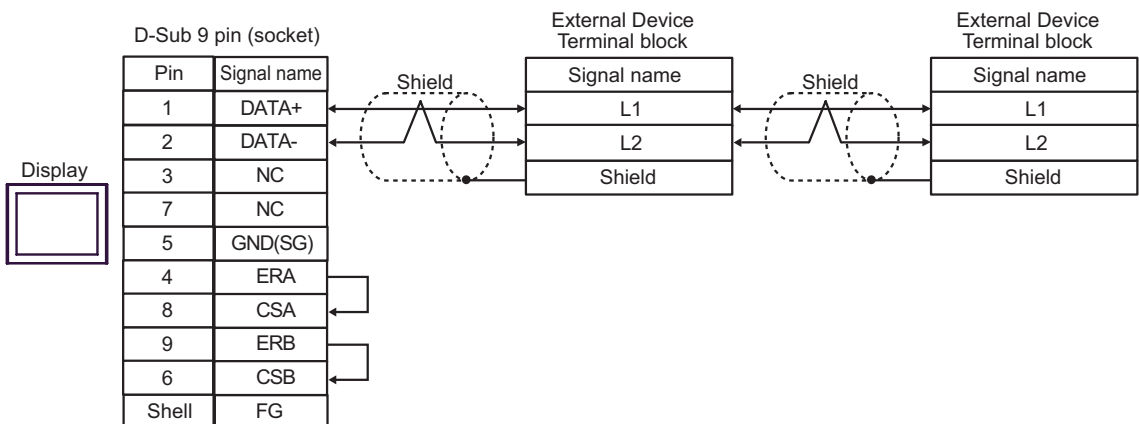 D-Sub 9 pin (socket)
External Device
Terminal block
External Device
Terminal block
Pin Signal name Shield Signal name Shield Signal name
1 DATA+ L1 L1
2 DATA- L2 L2
Display 3 NC Shield Shield
7 NC
5 GND(SG)
4 ERA
8 CSA
9 ERB
6 CSB
Shell FG